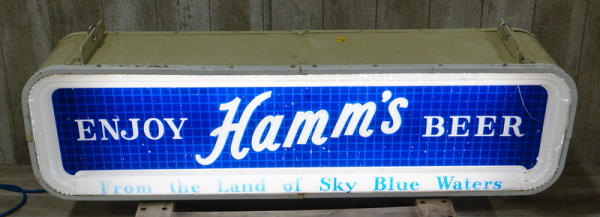 ENJOY Hamm's BEER
From the Land of Sky Blue Waters